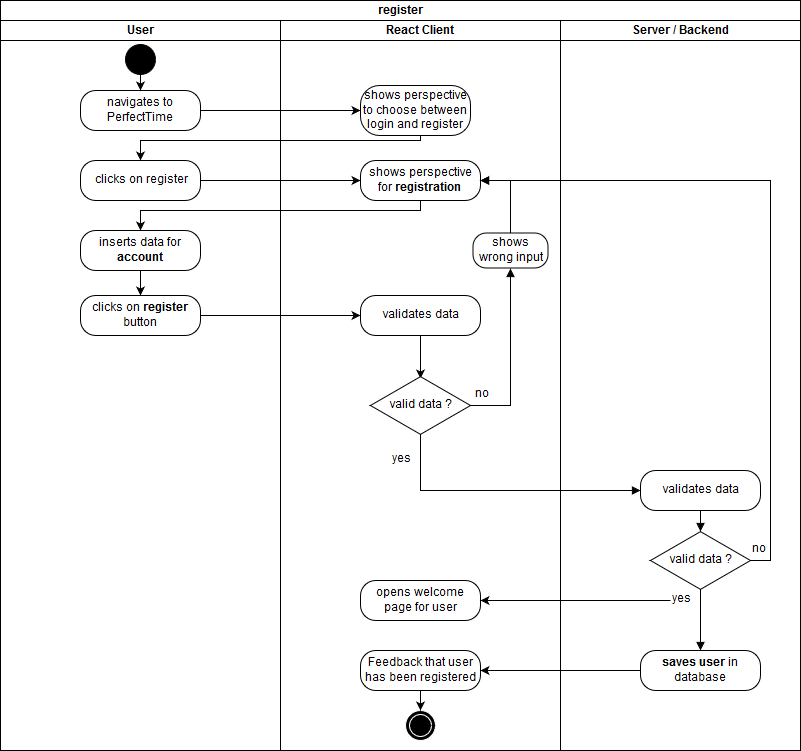 register
User
React Client
Server / Backend
navigates to
PerfectTime
shows perspective
to choose between
login and register
clicks on register
shows perspective
for registration
inserts data for
account
shows
wrong input
clicks on register
button
validates data
valid data ?
no
yes
validates data
valid data ?
no
yes
opens welcome
page for user
saves user in
database
Feedback that user
has been registered